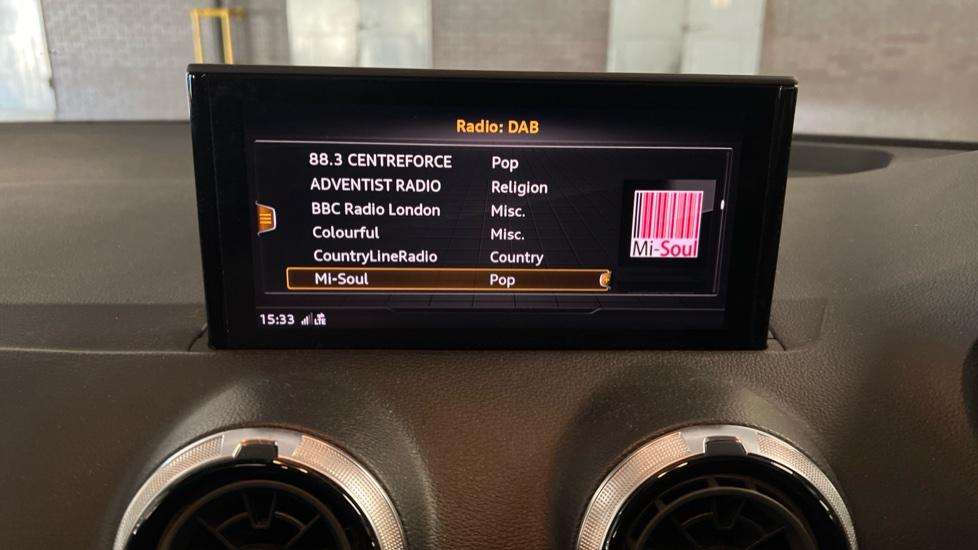 Radio: DAB
88.3 CENTREFORCE Pop
ADVENTIST RADIO Religion
BBC Radio London Misc.
Colourful Misc.
CountryLineRadio Country
Mi-Soul Pop
Mi-Soul
15:33 LTE